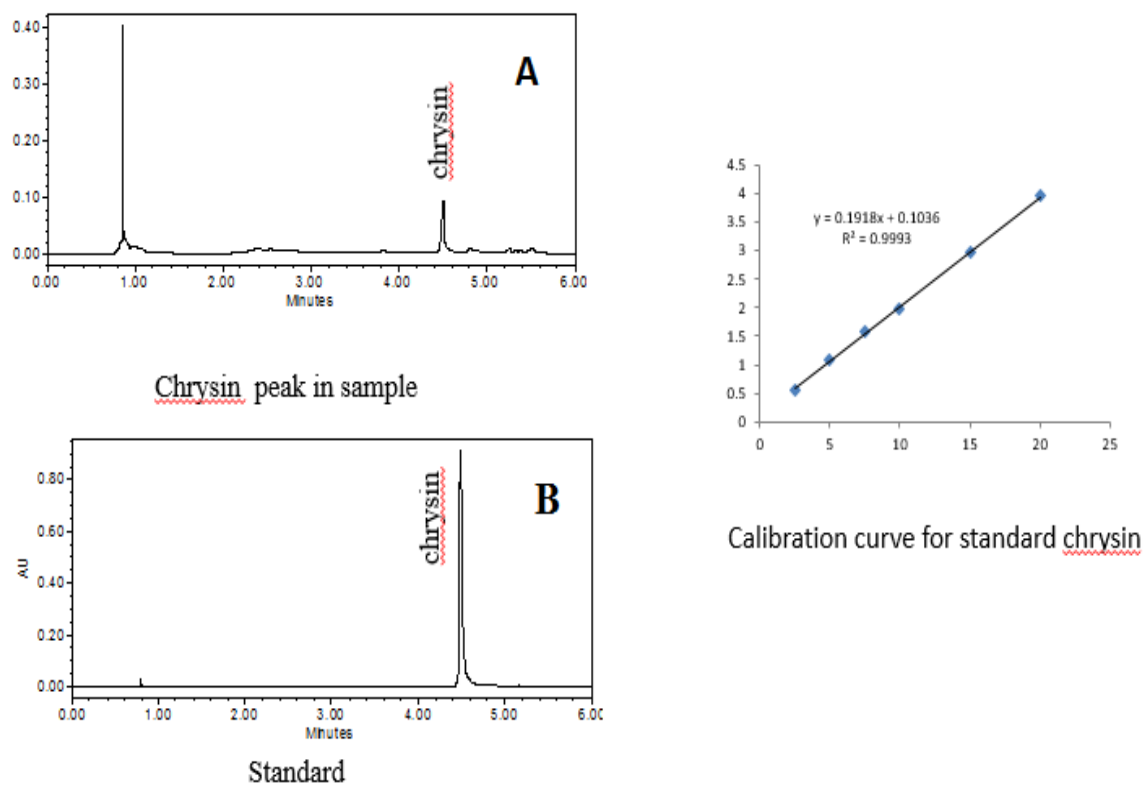 0.40
A
0.30
0.20
chrysin
0.10
0.00
0.00 1.00 2.00 3.00 4.00 5.00 6.00
Minutes
Chrysin peak in sample
0.80
B
chrysin
0.60
AU
0.40
0.20
0.00
0.00 1.00 2.00 3.00 4.00 5.00 6.00
Minutes
Standard
4.5
4
y = 0.1918x + 0.1036
3.5
R² = 0.9993
3
2.5
2
1.5
1
0.5
0
0 5 10 15 20 25
Calibration curve for standard chrysin